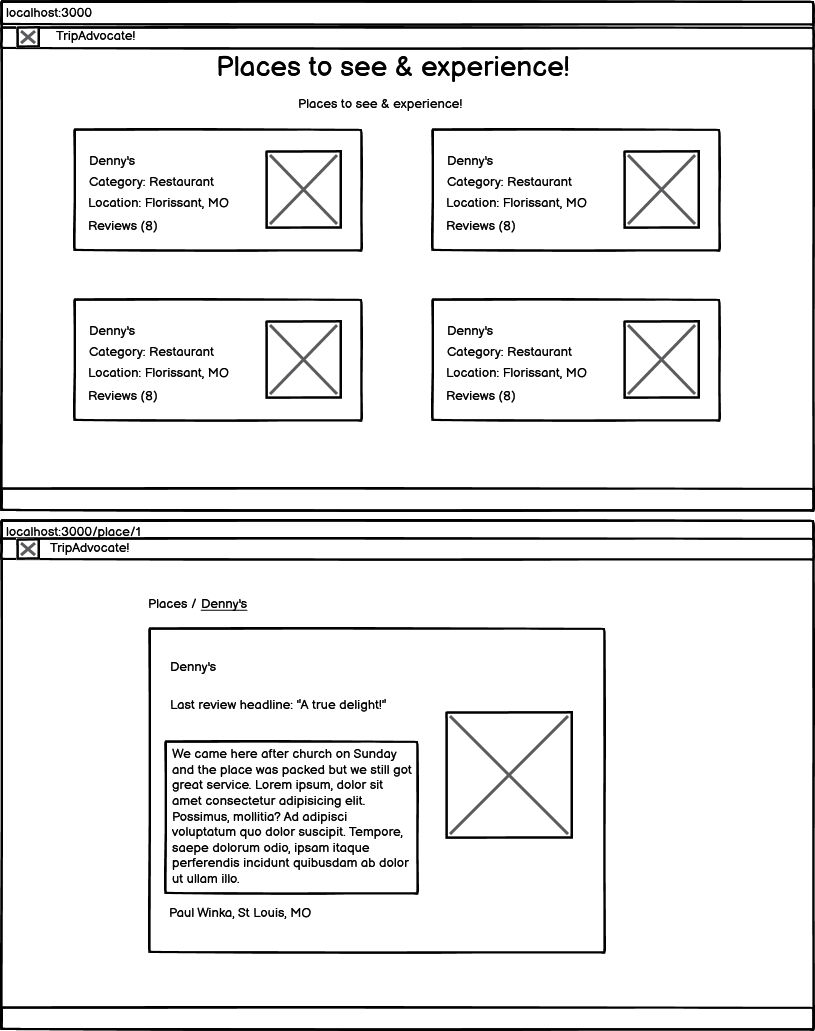 localhost:3000
TripAdvocate!
Places to see & experience!
Places to see & experience!
Denny's
Category: Restaurant
Location: Florissant, MO
Reviews (8)
Denny's
Category: Restaurant
Location: Florissant, MO
Reviews (8)
Denny's
Category: Restaurant
Location: Florissant, MO
Reviews (8)
Denny's
Category: Restaurant
Location: Florissant, MO
Reviews (8)
localhost:3000/place/1
TripAdvocate!
Places / Denny's
Denny's
Last review headline: "A true delight!"
We came here after church on Sunday
and the place was packed but we still got
great service. Lorem ipsum, dolor sit
amet consectetur adipisicing elit.
Possimus, mollitia? Ad adipisci
voluptatum quo dolor suscipit. Tempore,
saepe dolorum odio, ipsam itaque
perferendis incidunt quibusdam ab dolor
ut ullam illo.
Paul Winka, St Louis, MO